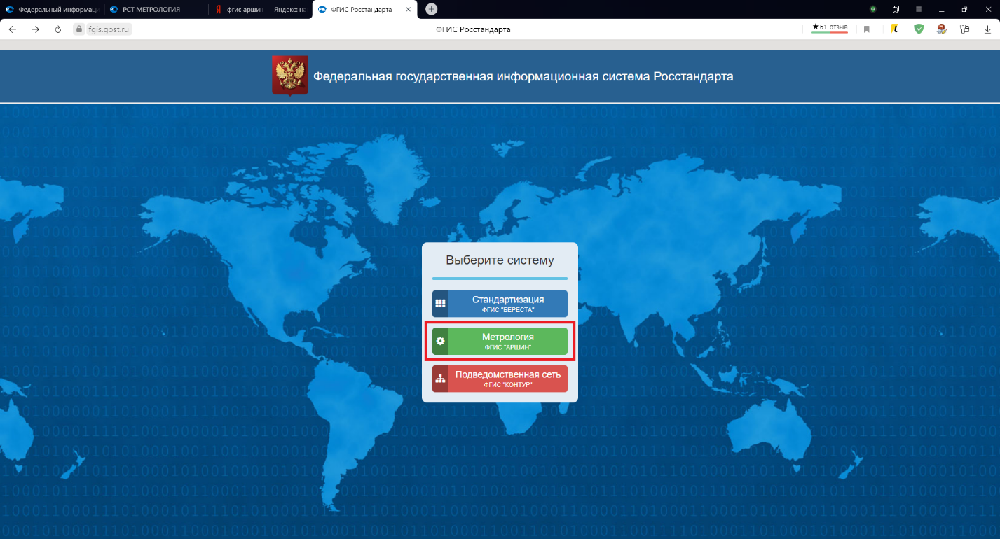 Федеральный информац
РСТ МЕТРОЛОГИЯ
фгис аршин — Яндекс: на
ФГИС Росстандарта
fgis.gost.ru
ФГИС Росстандарта
★61 отзыв
Федеральная государственная информационная система Росстандарта
Выберите систему
Стандартизация
ФГИС "БЕРЕСТА"
Метрология
ФГИС "АРШИН"
Подведомственная сеть
ФГИС "КОНТУР"